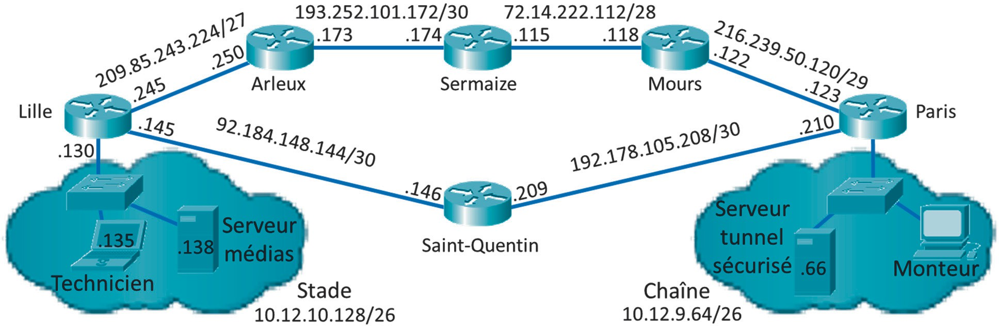 193.252.101.172/30
72.14.222.112/28
209.85.243.224/27
216.239.50.120/29
.173
.174
.115
.118
.250
.122
Arleux
Sermaize
Mours
.245
.123
Lille
Paris
.145
92.184.148.144/30
192.178.105.208/30
.210
.130
.146
.209
Saint-Quentin
.135
.138
Serveur
médias
Technicien
Stade
10.12.10.128/26
Serveur
tunnel
sécurisé
.66
Monteur
Chaîne
10.12.9.64/26